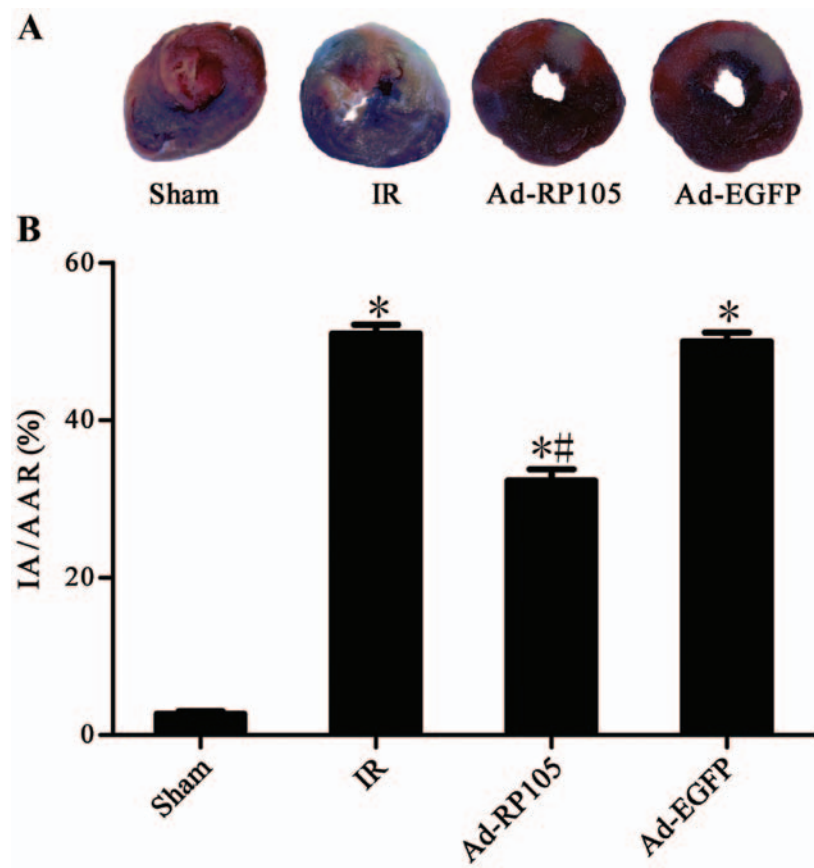 A
Sham IR Ad-RP105 Ad-EGFP
B
60
*
*
40
*#
IA/AAR (%)
20
0
Sham IR Ad-RP105 Ad-EGFP